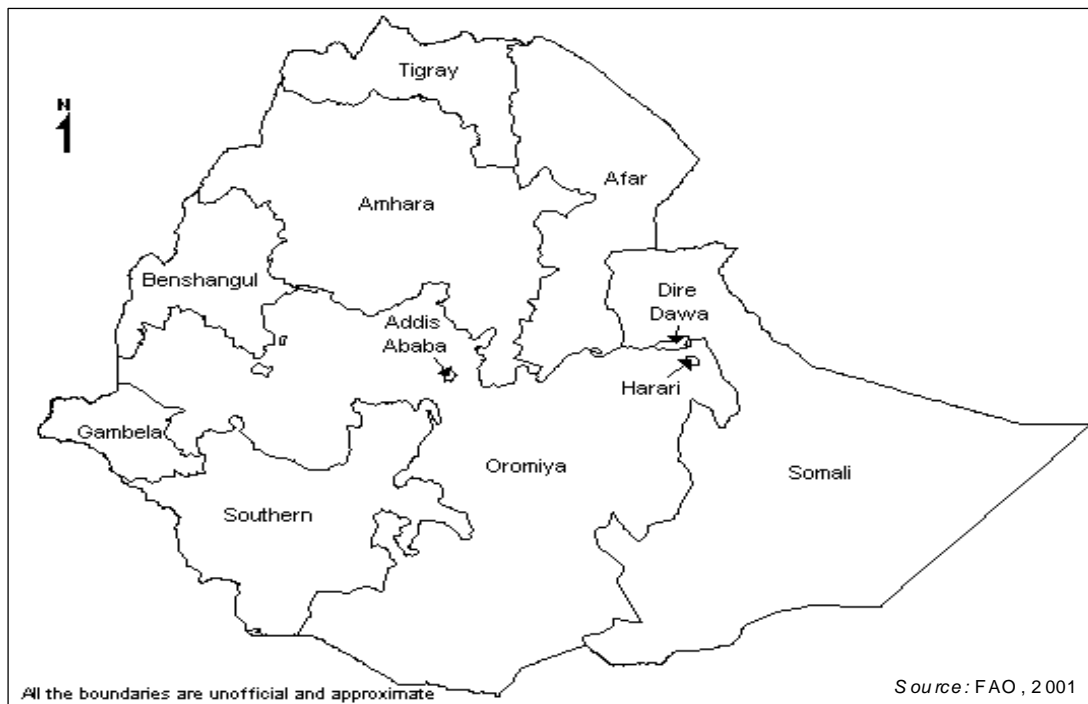 Tigray
N
Afar
Amhara
Benshangul
Dire
Dawa
Addis
Ababa
Harari
Gambela
Oromiya
Somali
Southern
All the boundaries are unofficial and approximate
Source: FAO, 2001